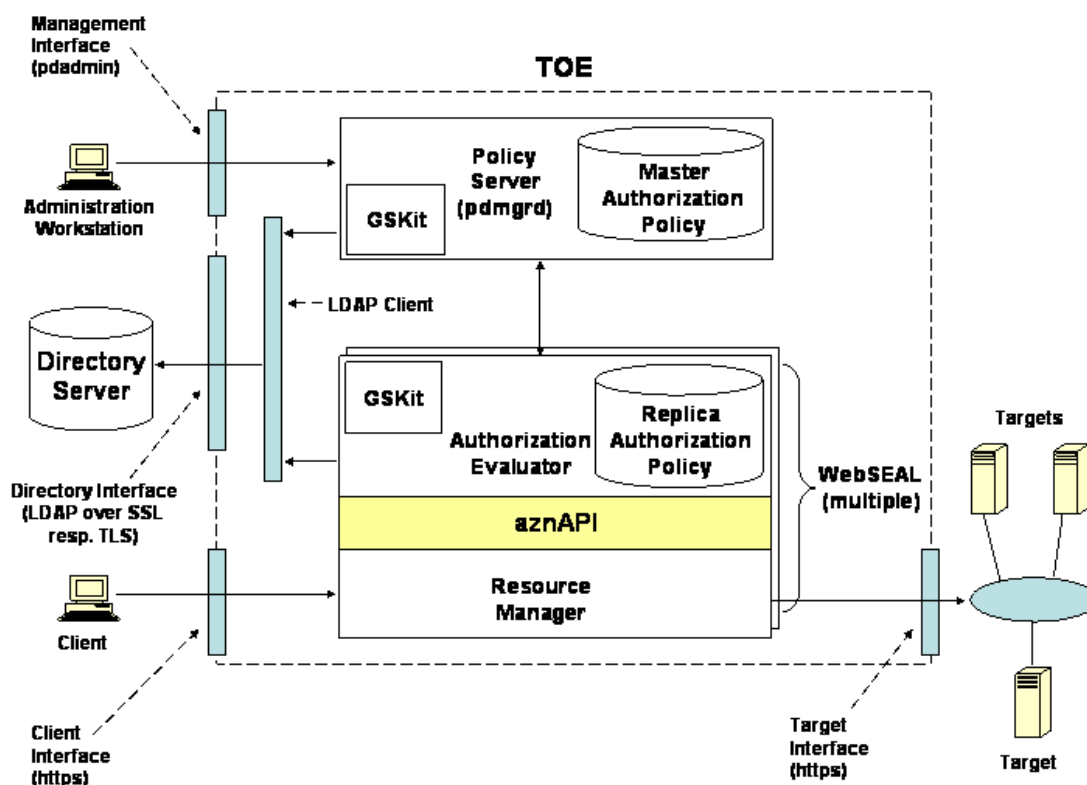 Management
Interface
(pdadmin)
TOE
Policy
Server
(pdmgrd)
Master
Authorization
Policy
GSKit
Administration
Workstation
LDAP Client
Directory
Server
GSKit
Replica
Authorization
Policy
Authorization
Evaluator
Targets
WebSEAL
(multiple)
Directory Interface
(LDAP over SSL
resp. TLS)
aznAPI
Resource
Manager
Client
Client
Interface
(https)
Target
Interface
(https)
Target